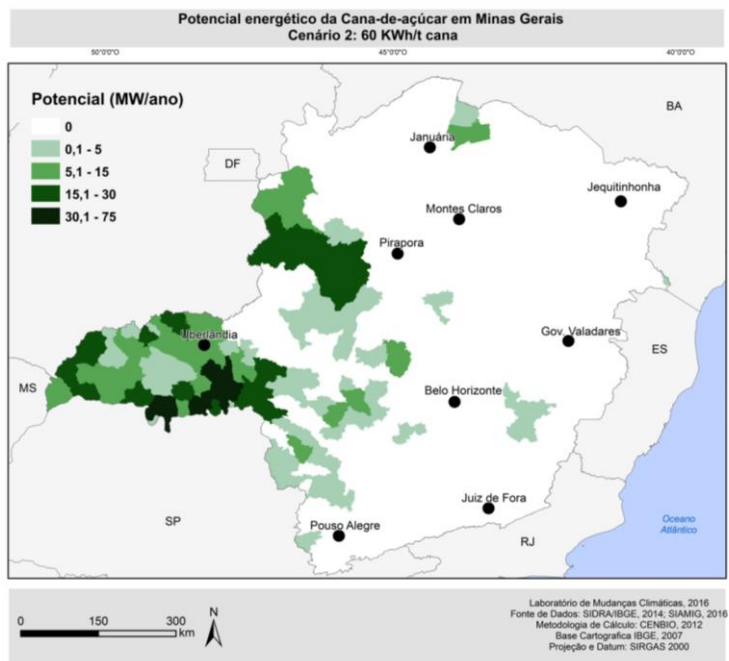 Potencial energético da Cana-de-açúcar em Minas Gerais
Cenário 2: 60 KWh/t cana
50°0'0"O
45°0'0"O
40°0'0"O
Potencial (MW/ano)
0
0,1 - 5
5,1 - 15
15,1 - 30
30,1 - 75
BA
Januária
DF
Jequitinhonha
Montes Claros
Pirapora
Uberlândia
Gov. Valadares
ES
MS
Belo Horizonte
Juiz de Fora
SP
Pouso Alegre
Oceano
Atlântico
RJ
0 150 300
km
N
Laboratório de Mudanças Climáticas, 2016
Fonte de Dados: SIDRA/IBGE, 2014; SIAMIG, 2016
Metodologia de Cálculo: CENBIO, 2012
Base Cartografica IBGE, 2007
Projeção e Datum: SIRGAS 2000